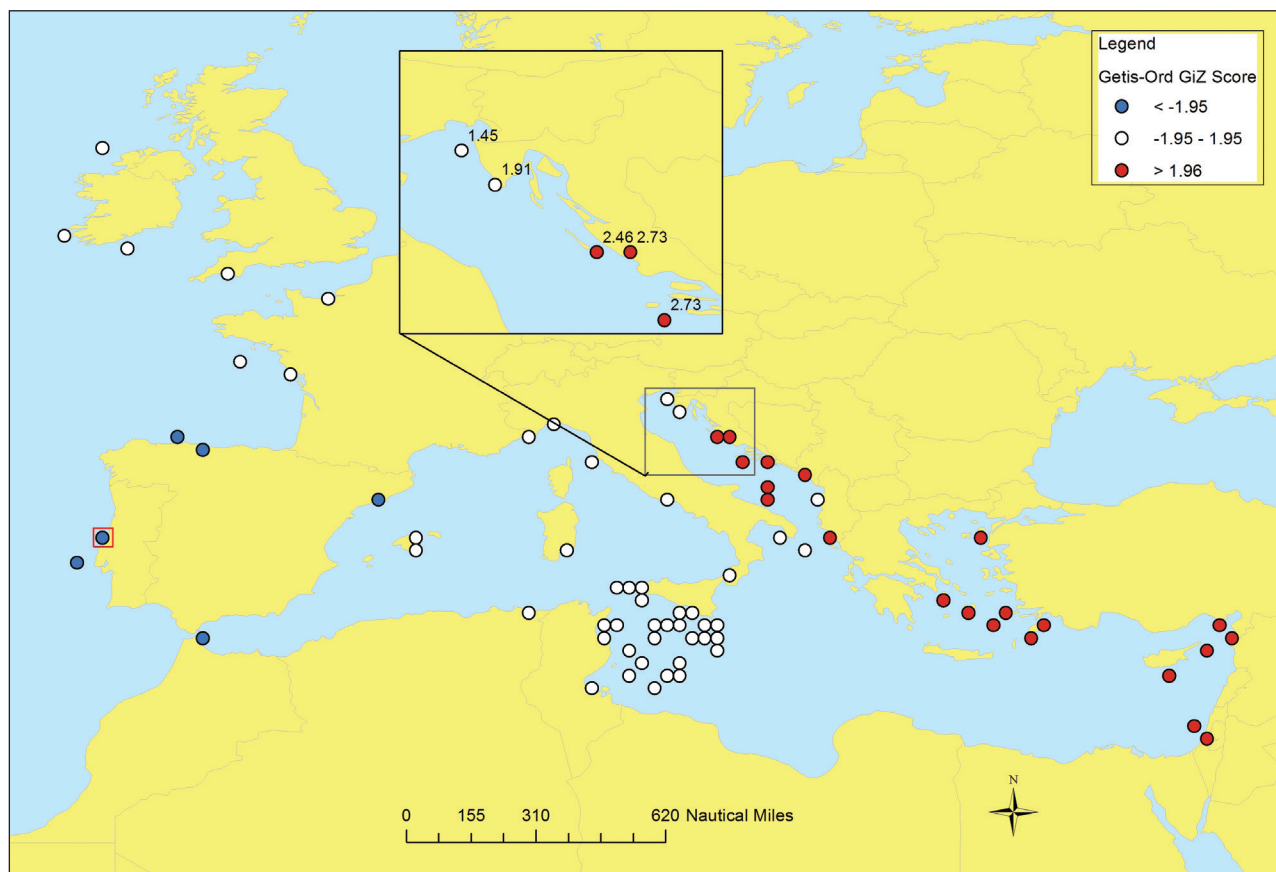 Legend
Getis-Ord GiZ Score
< -1.95
-1.95 - 1.95
> 1.96
1.45
1.91
2.46 2.73
2.73
N
0 155 310 620 Nautical Miles